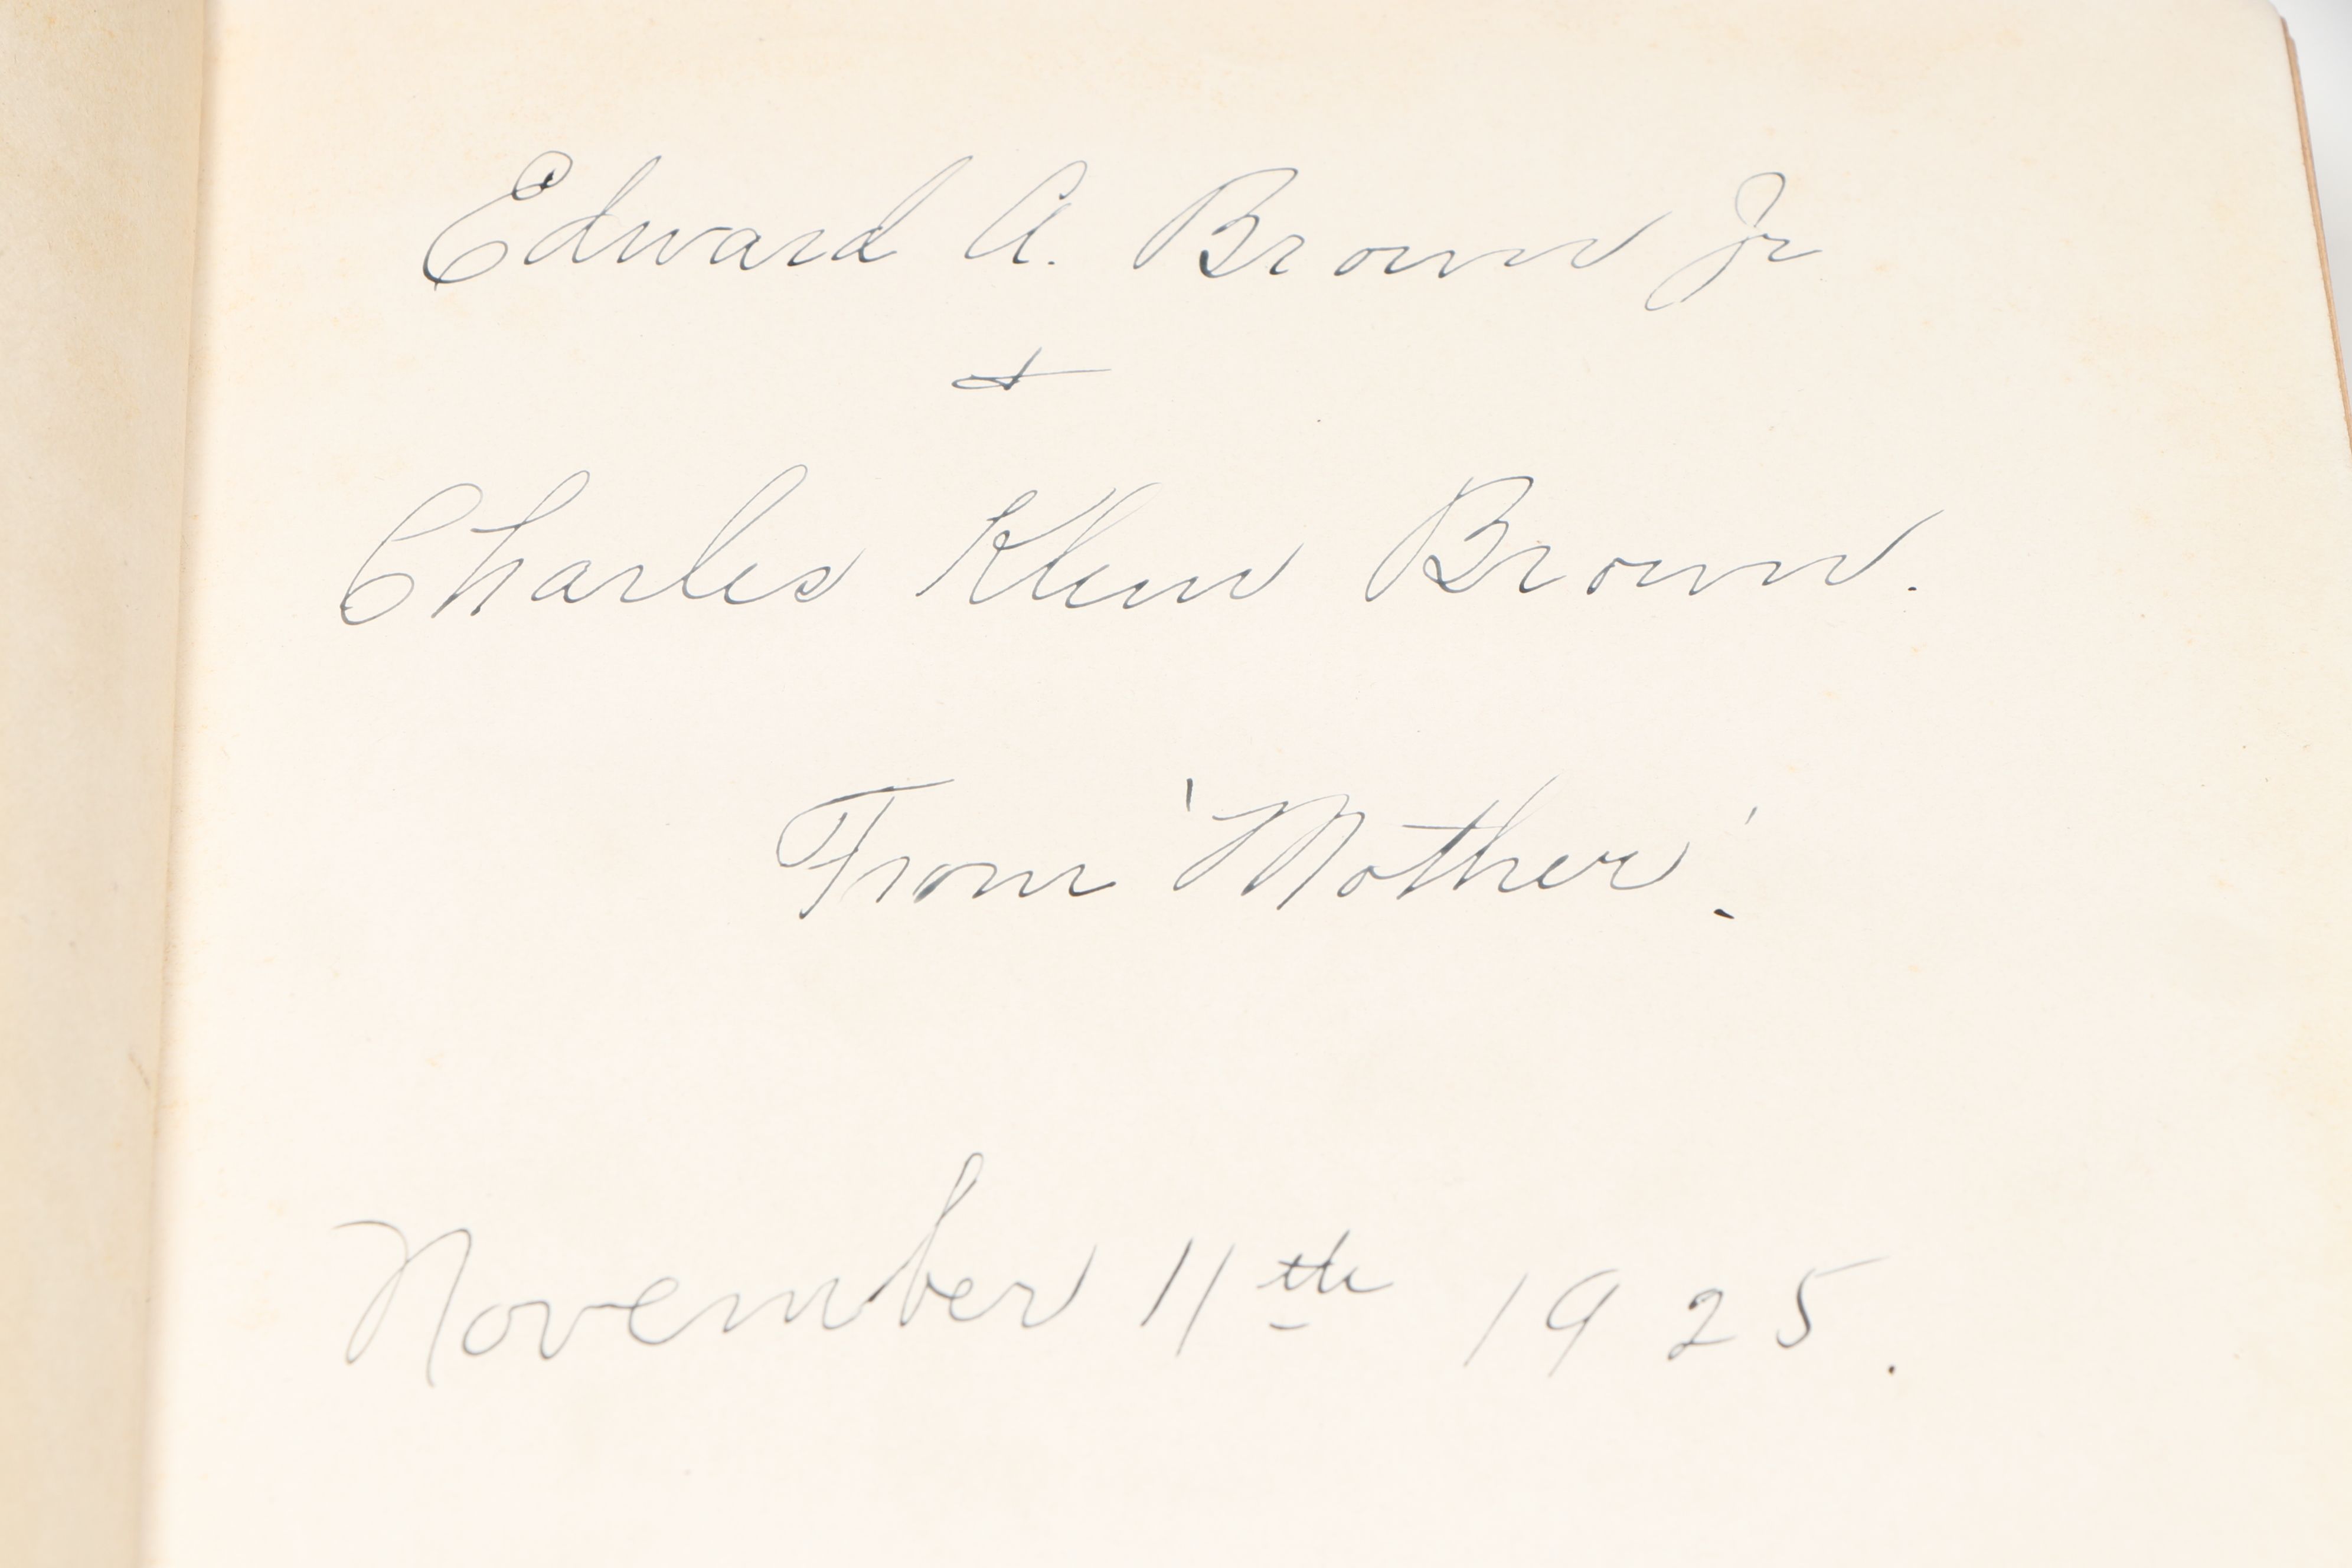 Edward A. Brown Jr
+
Charles Klein Brown.
From 'Mother'.
November 11th 1925.